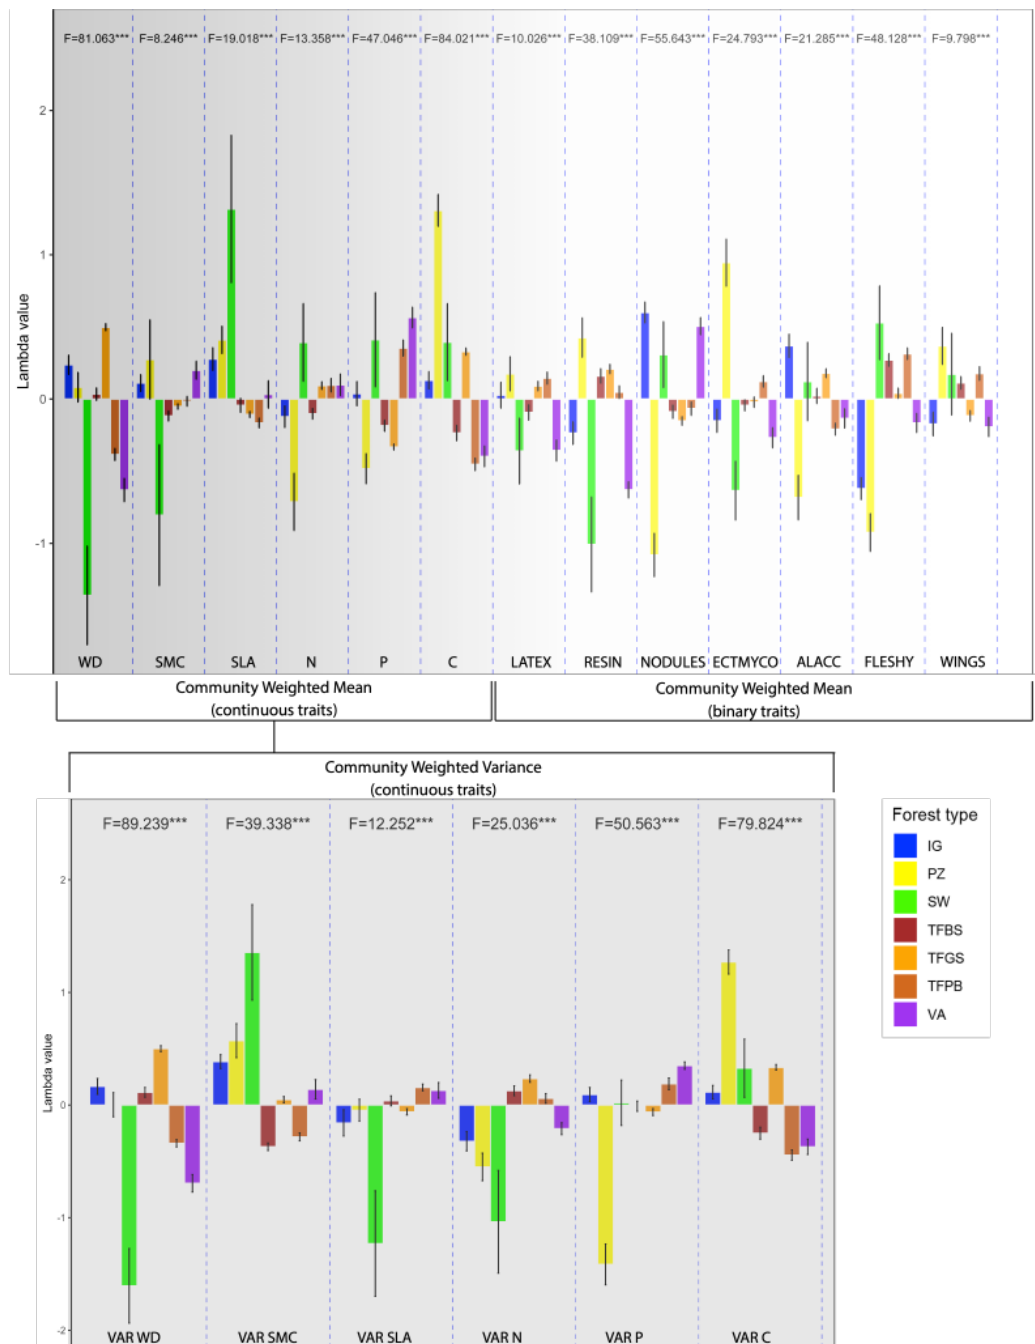 F=81.063*** F=8.246*** F=19.018*** F=13.358*** F=47.046*** F=84.021*** F=10.026*** F=38.109*** F=55.643*** F=24.793*** F=21.285*** F=48.128*** F=9.798***
2
1
0
-1
Lambda value
WD SMC SLA N P C LATEX RESIN NODULES ECTMYCO ALACC FLESHY WINGS
Community Weighted Mean
(continuous traits)
Community Weighted Mean
(binary traits)
Community Weighted Variance
(continuous traits)
F=89.239*** F=39.338*** F=12.252*** F=25.036*** F=50.563*** F=79.824***
2
1
0
-1
-2
Lambda value
VAR WD VAR SMC VAR SLA VAR N VAR P VAR C
Forest type
IG
PZ
SW
TFBS
TFGS
TFPB
VA